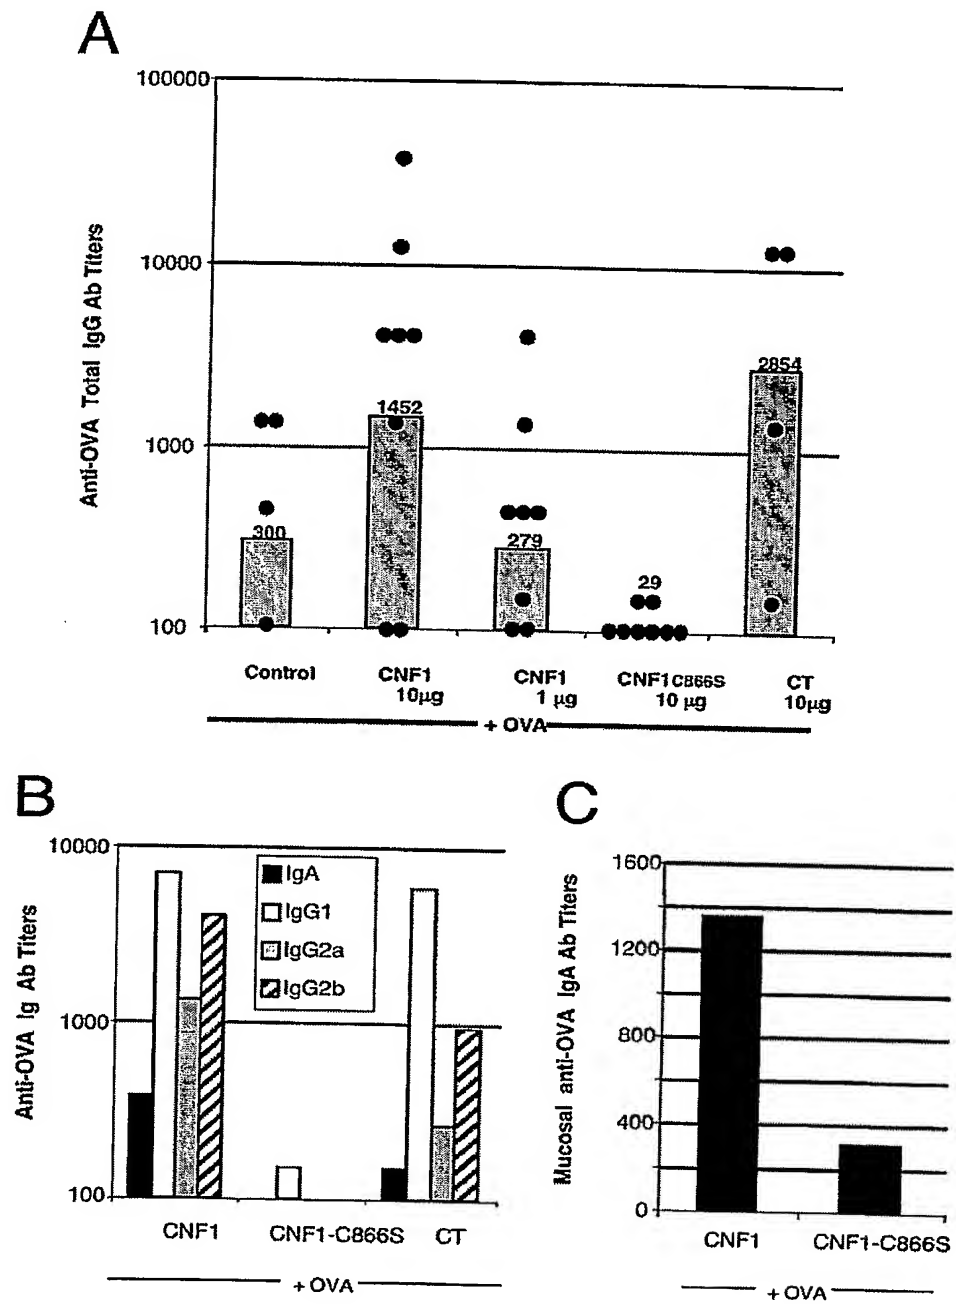 A
Anti-OVA Total IgG Ab Titers
100000
10000
1000
100
300
1452
279
29
2854
Control
CNF1
10µg
CNF1
1 µg
CNF1C866S
10 µg
CT
10µg
+ OVA
B
Anti-OVA Ig Ab Titers
10000
1000
100
IgA
IgG1
IgG2a
IgG2b
CNF1
CNF1-C866S
CT
+ OVA
C
Mucosal anti-OVA IgA Ab Titers
1600
1200
800
400
0
CNF1
CNF1-C866S
+ OVA